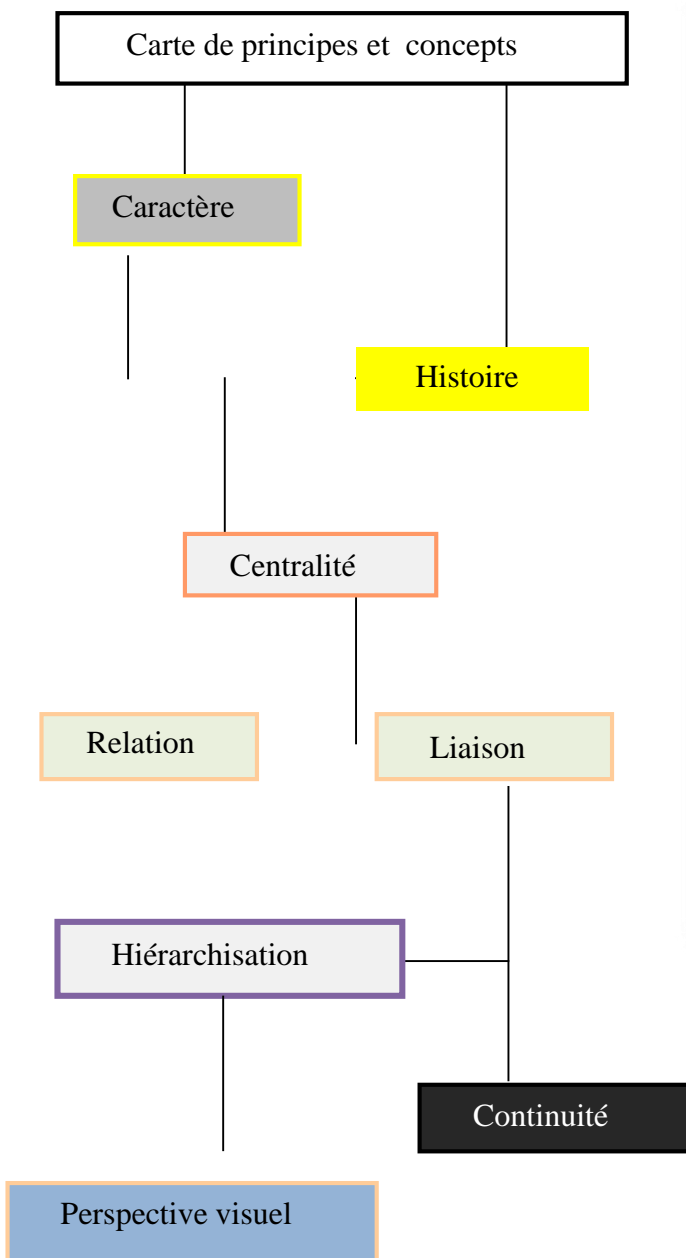 Carte de principes et concepts
Caractère
Histoire
Centralité
Relation
Liaison
Hiérarchisation
Continuité
Perspective visuel